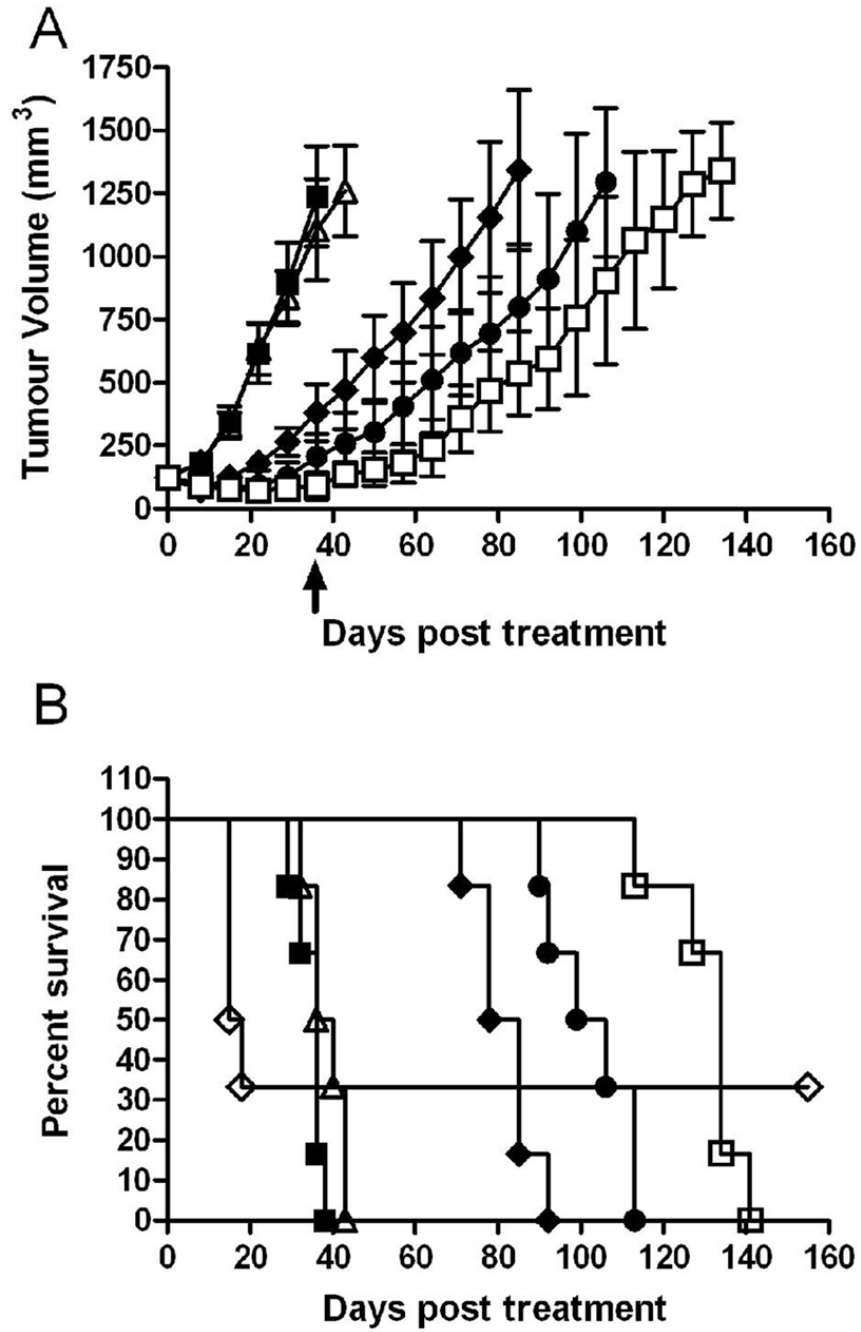 A
Tumour Volume (mm³)
1750
1500
1250
1000
750
500
250
0
0 20 40 60 80 100 120 140 160
Days post treatment
B
Percent survival
110
100
90
80
70
60
50
40
30
20
10
0
0 20 40 60 80 100 120 140 160
Days post treatment